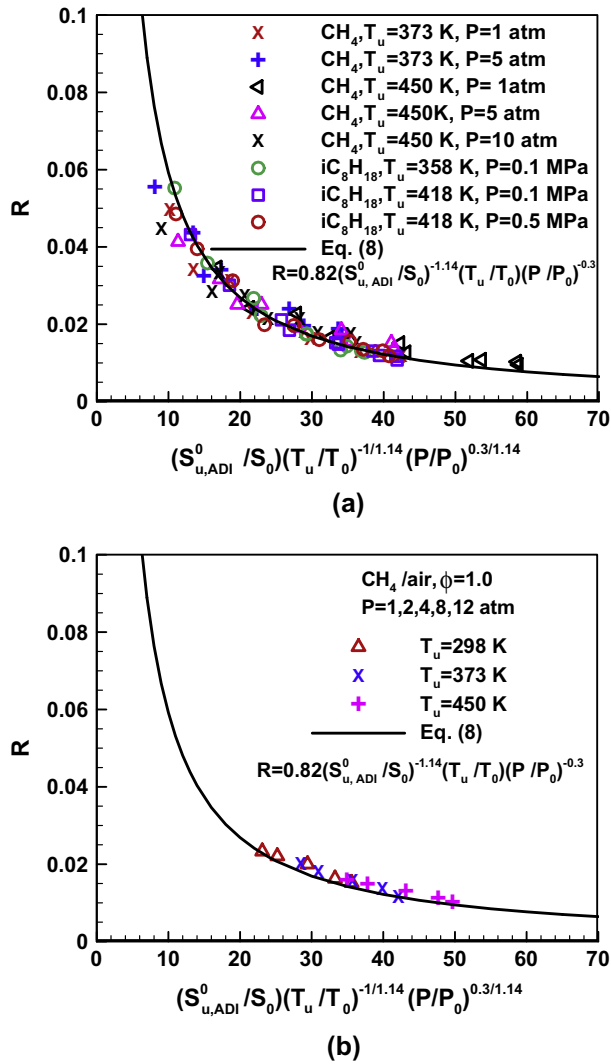 (a)
R
0.1
0.08
0.06
0.04
0.02
0
0 10 20 30 40 50 60 70
CH₄,Tᵤ=373 K, P=1 atm
CH₄,Tᵤ=373 K, P=5 atm
CH₄,Tᵤ=450 K, P= 1atm
CH₄,Tᵤ=450K, P=5 atm
CH₄,Tᵤ=450 K, P=10 atm
iC₈H₁₈,Tᵤ=358 K, P=0.1 MPa
iC₈H₁₈,Tᵤ=418 K, P=0.1 MPa
iC₈H₁₈,Tᵤ=418 K, P=0.5 MPa
Eq. (8)
R=0.82(S⁰u,ADI /S₀)⁻¹·¹⁴(Tᵤ /T₀)(P /P₀)⁻⁰·³
(S⁰u,ADI /S₀)(Tᵤ /T₀)⁻¹/¹·¹⁴ (P/P₀)⁰·³/¹·¹⁴
(a)
R
0.1
0.08
0.06
0.04
0.02
0
0 10 20 30 40 50 60 70
CH₄ /air, ϕ=1.0
P=1,2,4,8,12 atm
Tᵤ=298 K
Tᵤ=373 K
Tᵤ=450 K
Eq. (8)
R=0.82(S⁰u, ADI /S₀)⁻¹·¹⁴(Tᵤ /T₀)(P /P₀)⁻⁰·³
(S⁰u,ADI /S₀)(Tᵤ /T₀)⁻¹/¹·¹⁴ (P/P₀)⁰·³/¹·¹⁴
(b)